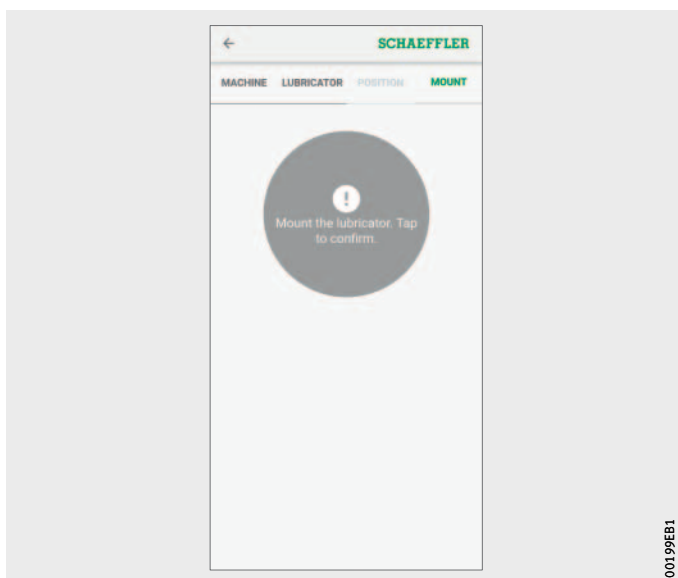 SCHAEFFLER
MACHINE LUBRICATOR POSITION MOUNT
!
Mount the lubricator. Tap
to confirm.
00199EB1